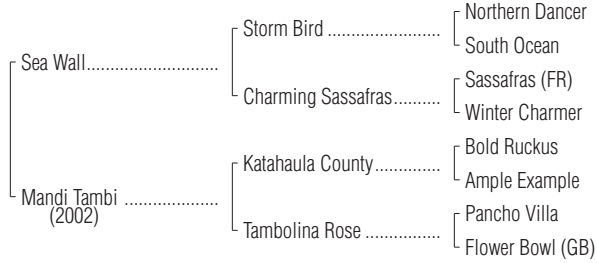 Northern Dancer
Storm Bird ........................
South Ocean
Sea Wall............................
Sassafras (FR)
Charming Sassafras..........
Winter Charmer
Bold Ruckus
Katahaula County..............
Ample Example
Mandi Tambi ....................
(2002)
Pancho Villa
Tambolina Rose ................
Flower Bowl (GB)